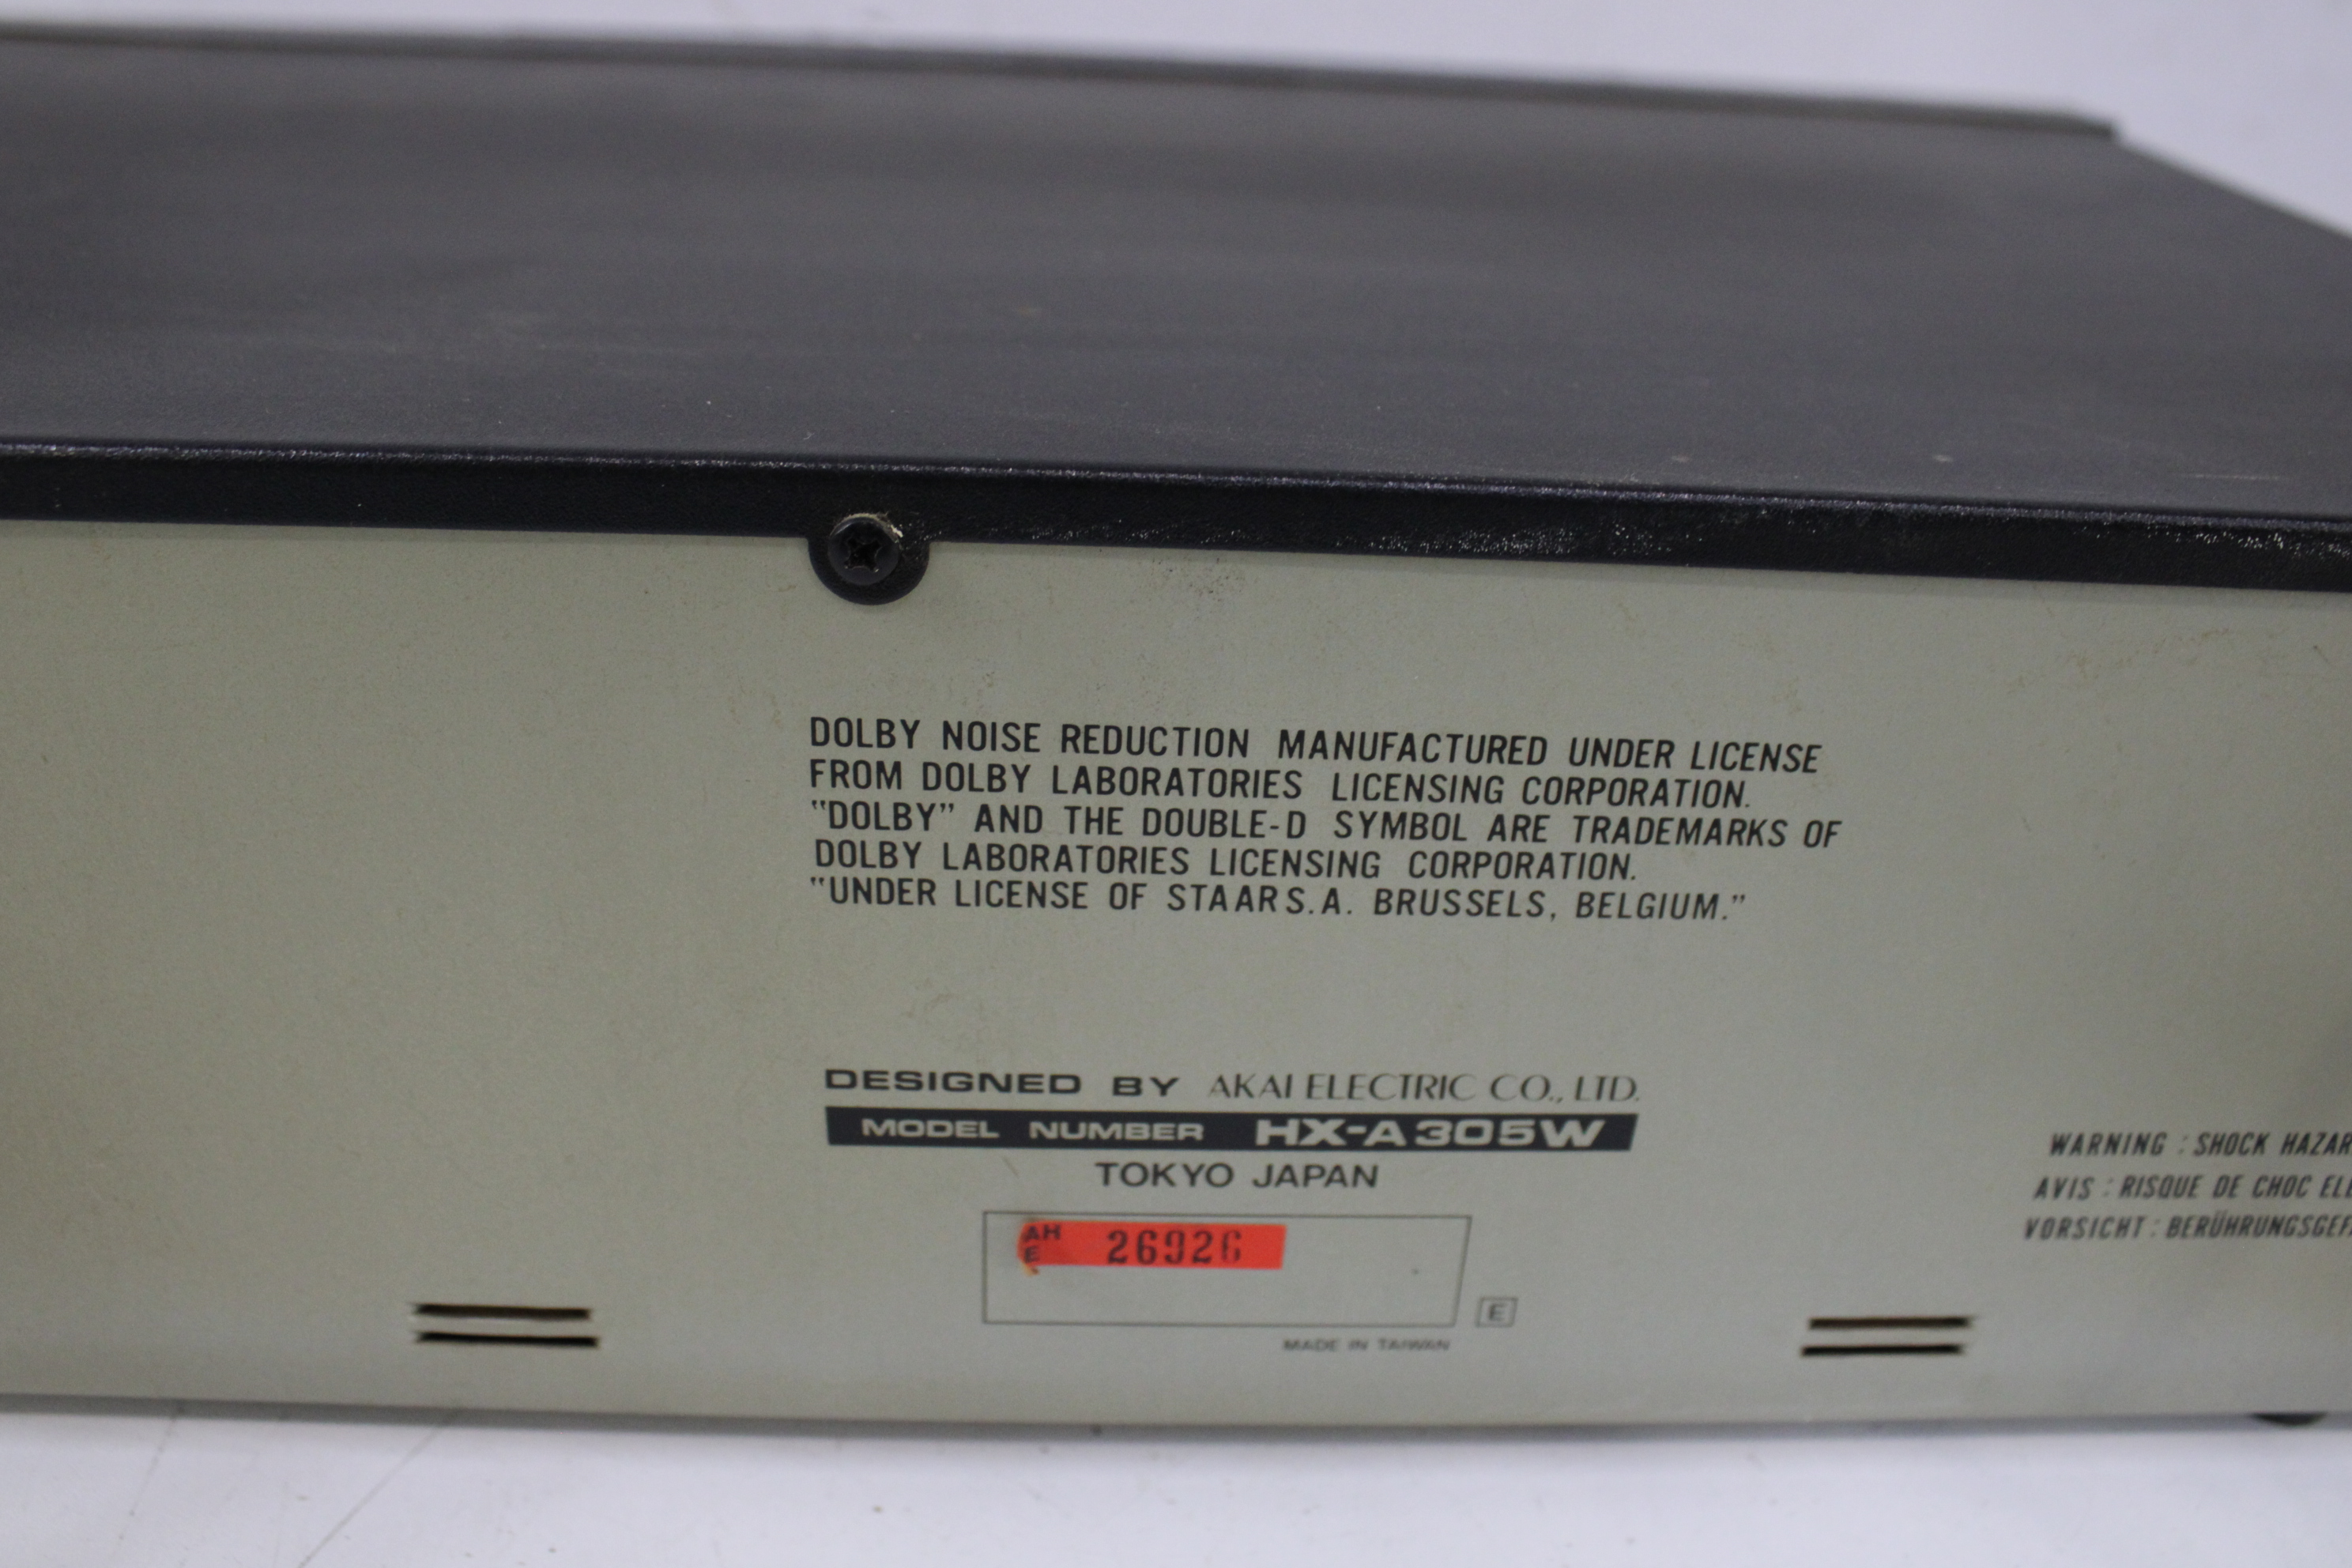 DOLBY NOISE REDUCTION MANUFACTURED UNDER LICENSE
FROM DOLBY LABORATORIES LICENSING CORPORATION.
"DOLBY" AND THE DOUBLE-D SYMBOL ARE TRADEMARKS OF
DOLBY LABORATORIES LICENSING CORPORATION.
"UNDER LICENSE OF STAAR S.A. BRUSSELS, BELGIUM."
DESIGNED BY AKAI ELECTRIC CO., LTD.
MODEL NUMBER HX-A305W
TOKYO JAPAN
AH
E 26926
E
MADE IN TAIWAN
WARNING : SHOCK HAZAR
AVIS : RISQUE DE CHOC ELE
VORSICHT : BERÜHRUNGSGEF